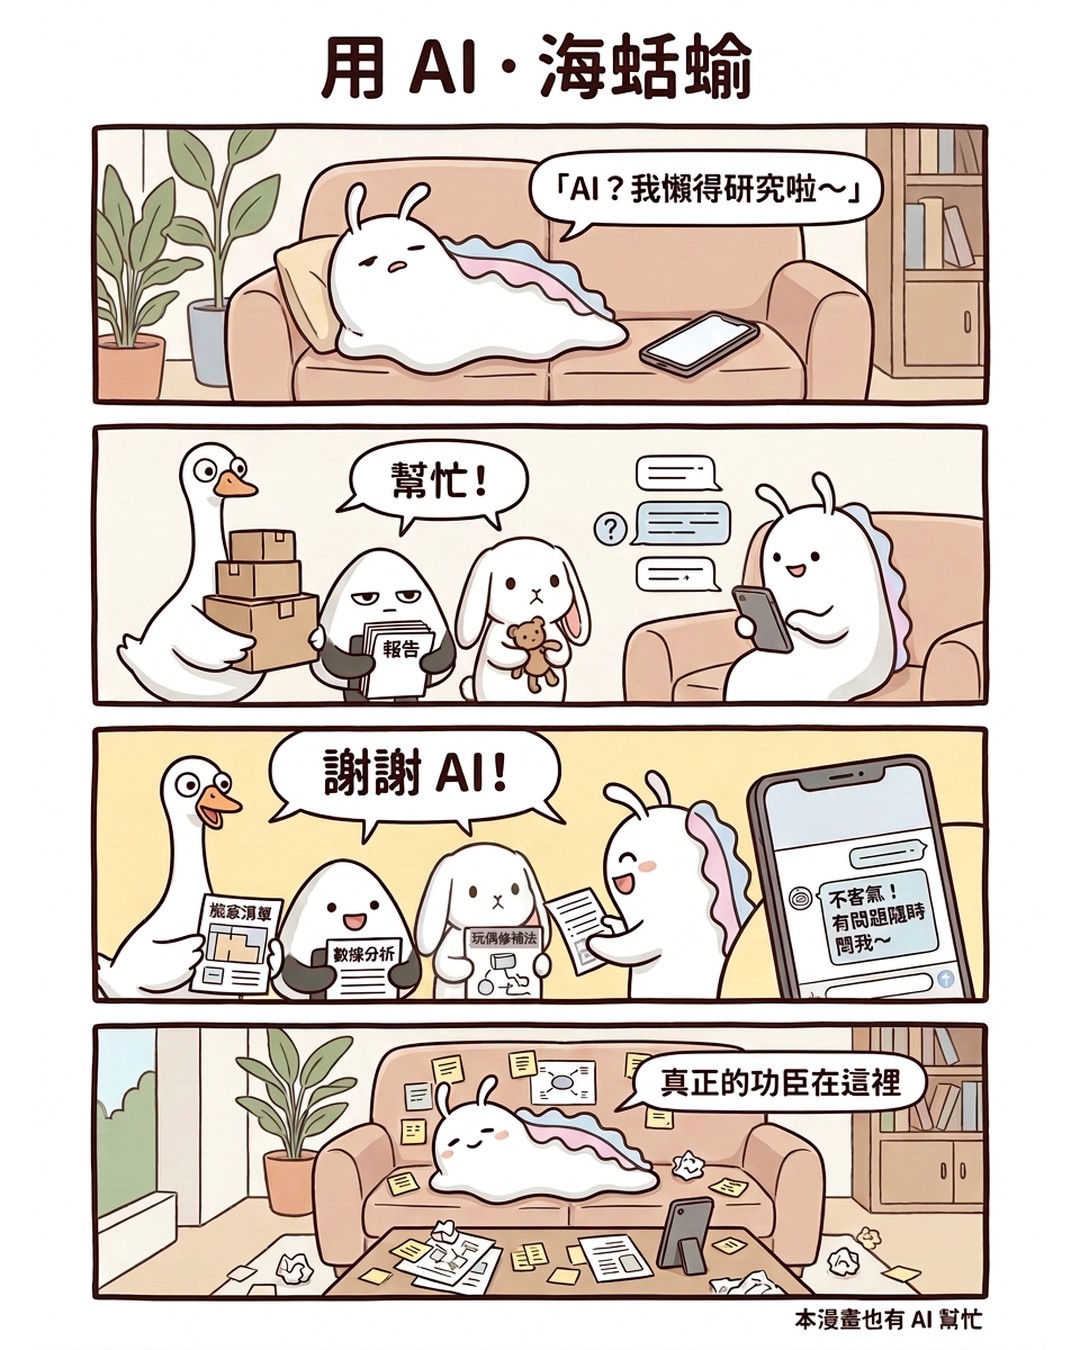 用 AI・海蛞蝓
「AI？我懶得研究啦～」
幫忙！
?
報告
謝謝 AI！
清單
數據分析
玩偶修補法
不客氣！
有問題隨時
問我～
真正的功臣在這裡
本漫畫也有 AI 幫忙